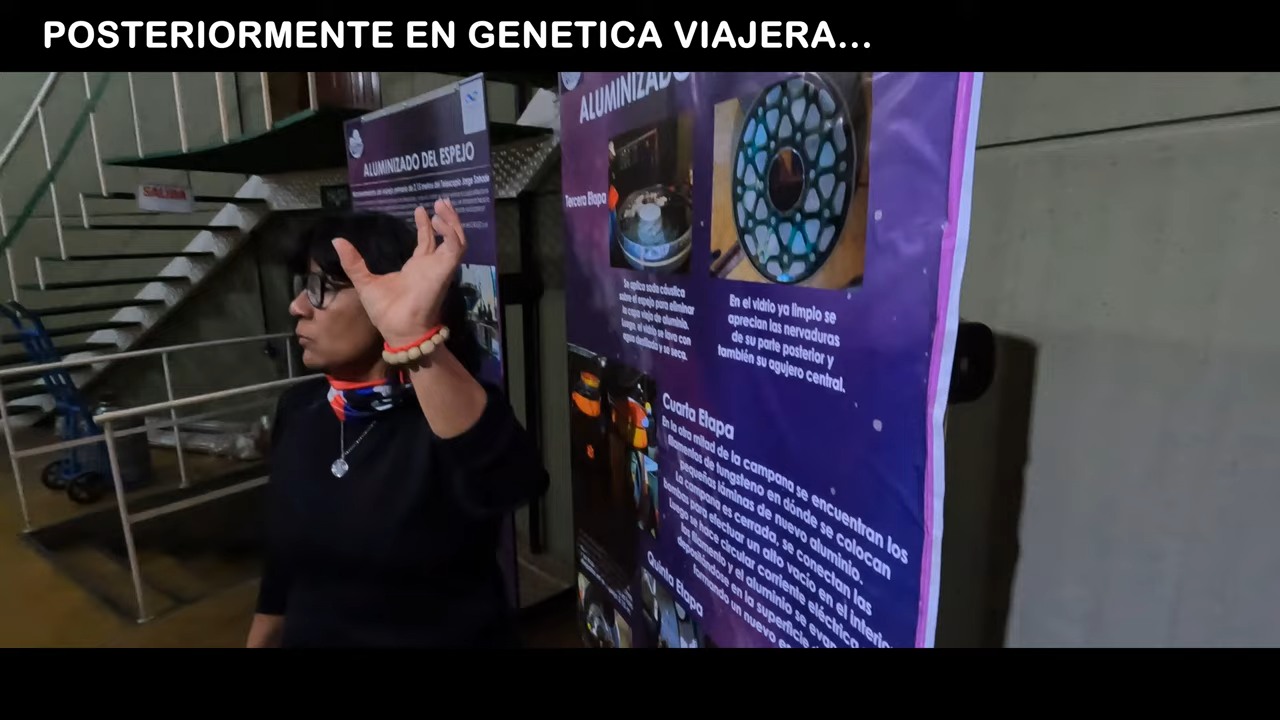 POSTERIORMENTE EN GENETICA VIAJERA...
SALIDA
ALUMINIZADO DEL ESPEJO
ALUMINIZADO
Tercera Etapa
Se aplica soda cáustica
sobre el espejo para eliminar
la capa vieja de aluminio.
Luego, el vidrio se lava con
agua destilada y se seca.
En el vidrio ya limpio se
aprecian las nervaduras
de su parte posterior y
también su agujero central.
Cuarta Etapa
En la otra mitad de la campana se encuentran los
filamentos de tungsteno en dónde se colocan
pequeñas láminas de nuevo aluminio.
La campana es cerrada, se conectan las
bombas para efectuar un alto vacío en el interior
Luego se hace circular corriente eléctrica
el filamento y el aluminio se evap
depositándose en la superficie
formando un nuevo
Quinta Etapa